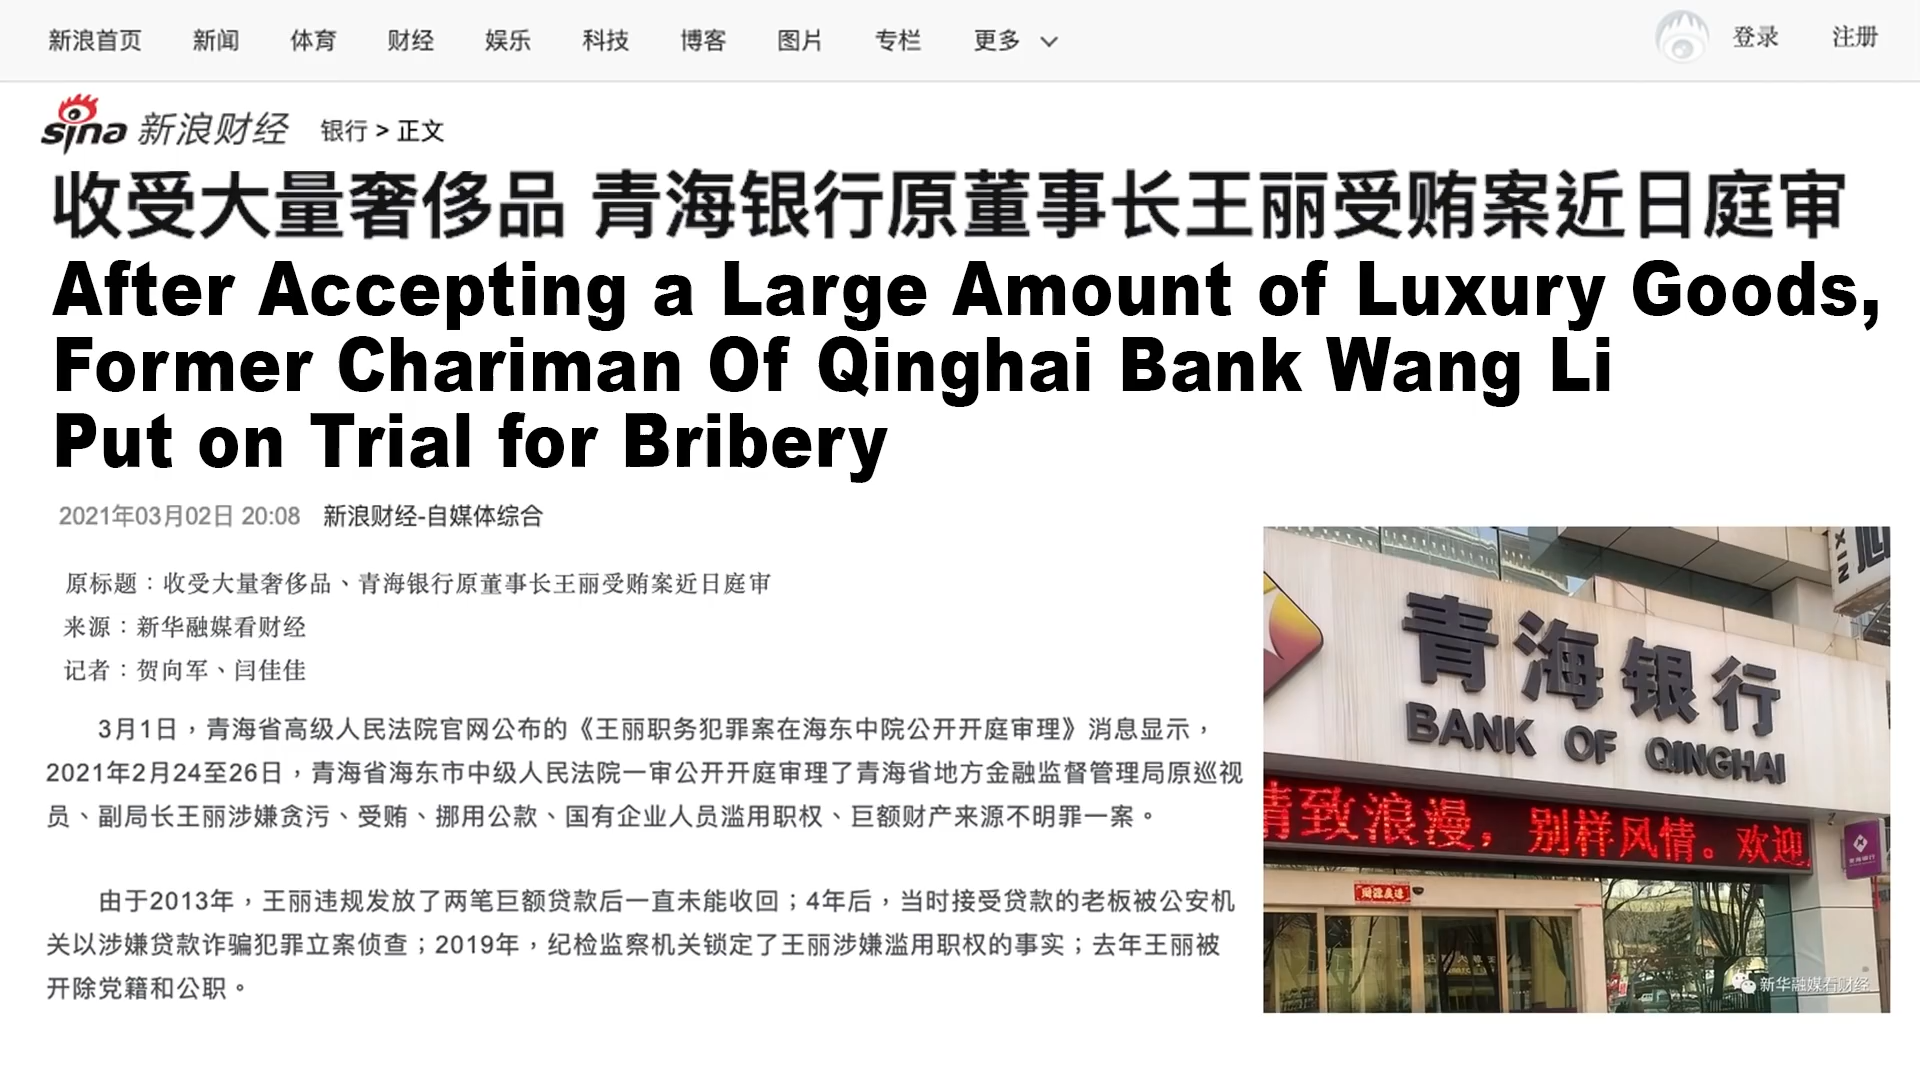 新浪首页 新闻 体育 财经 娱乐 科技 博客 图片 专栏 更多 登录 注册
sina 新浪财经 银行 > 正文
收受大量奢侈品 青海银行原董事长王丽受贿案近日庭审
After Accepting a Large Amount of Luxury Goods,
Former Chariman Of Qinghai Bank Wang Li
Put on Trial for Bribery
2021年03月02日 20:08 新浪财经-自媒体综合
原标题：收受大量奢侈品、青海银行原董事长王丽受贿案近日庭审
来源：新华融媒看财经
记者：贺向军、闫佳佳
3月1日，青海省高级人民法院官网公布的《王丽职务犯罪案在海东中院公开开庭审理》消息显示，
2021年2月24至26日，青海省海东市中级人民法院一审公开开庭审理了青海省地方金融监督管理局原巡视
员、副局长王丽涉嫌贪污、受贿、挪用公款、国有企业人员滥用职权、巨额财产来源不明罪一案。
由于2013年，王丽违规发放了两笔巨额贷款后一直未能收回；4年后，当时接受贷款的老板被公安机
关以涉嫌贷款诈骗犯罪立案侦查；2019年，纪检监察机关锁定了王丽涉嫌滥用职权的事实；去年王丽被
开除党籍和公职。
XIN
青海银行
BANK OF QINGHAI
情致浪漫，别样风情。欢迎
青海银行
新华融媒看财经